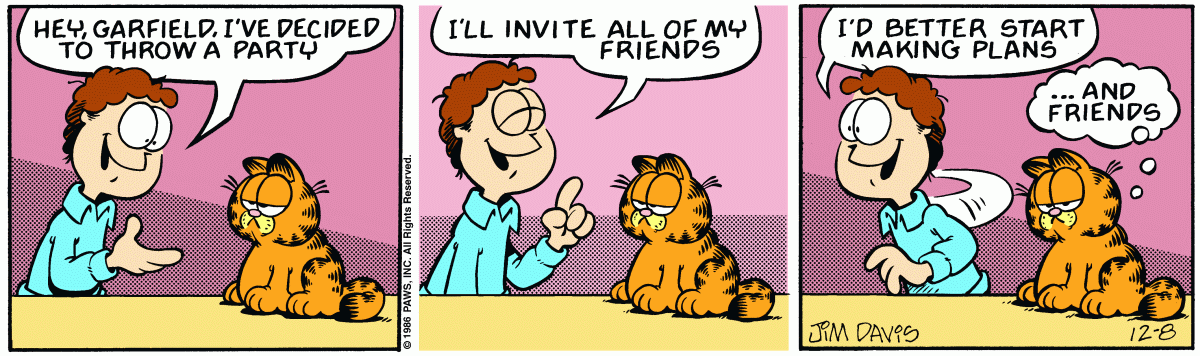 HEY, GARFIELD. I'VE DECIDED
TO THROW A PARTY
© 1986 PAWS, INC. All Rights Reserved.
I'LL INVITE ALL OF MY
FRIENDS
I'D BETTER START
MAKING PLANS
... AND
FRIENDS
JIM DAVIS
12-8